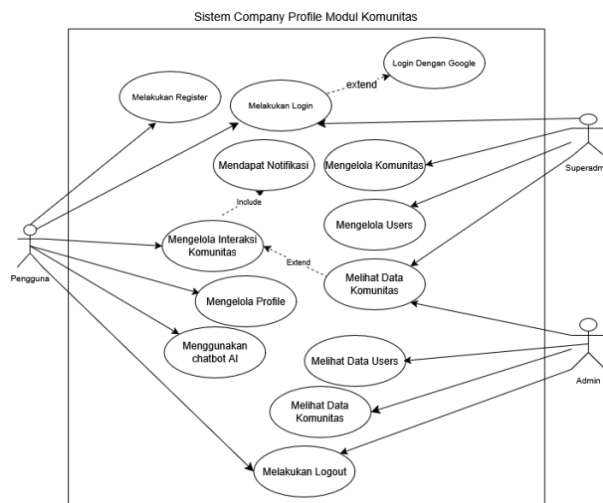 Sistem Company Profile Modul Komunitas
Login Dengan Google
extend
Melakukan Register
Melakukan Login
Mendapat Notifikasi
Mengelola Komunitas
Superadm
Include
Mengelola Users
Mengelola Interaksi
Komunitas
Extend
Melihat Data
Komunitas
Pengguna
Mengelola Profile
Menggunakan
chatbot AI
Melihat Data Users
Admin
Melihat Data
Komunitas
Melakukan Logout